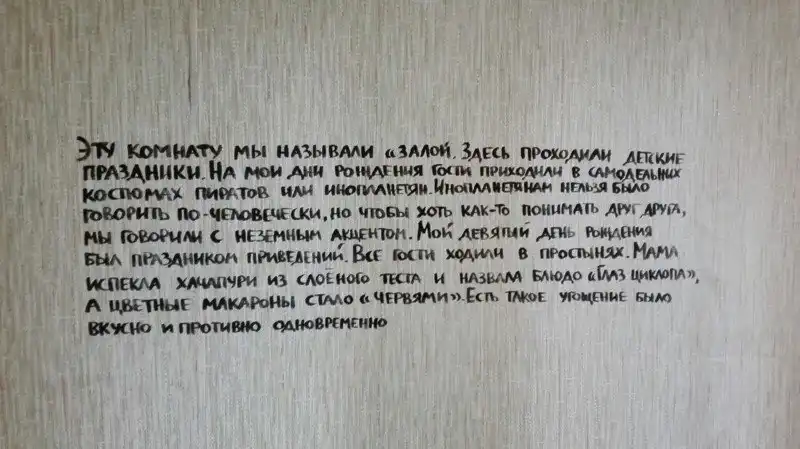 Эту комнату мы называли «залой. Здесь проходили детские
праздники. На мои дни рождения гости приходили в самодельных
костюмах пиратов или инопланетян. Инопланетянам нельзя было
говорить по-человечески, но чтобы хоть как-то понимать друг друга,
мы говорили с неземным акцентом. Мой девятый день рождения
был праздником приведений. Все гости ходили в простынях. Мама
испекла хачапури из слоёного теста и назвала блюдо «Глаз циклопа»,
а цветные макароны стало «червями». Есть такое угощение было
вкусно и противно одновременно